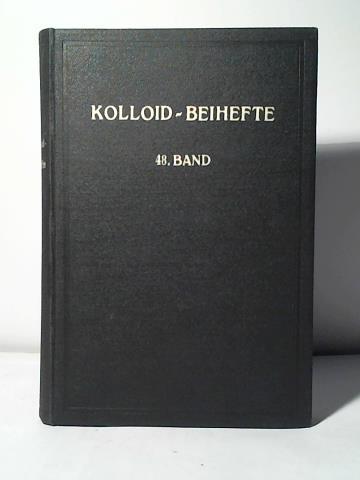 KOLLOID-BEIHEFTE
48. BAND